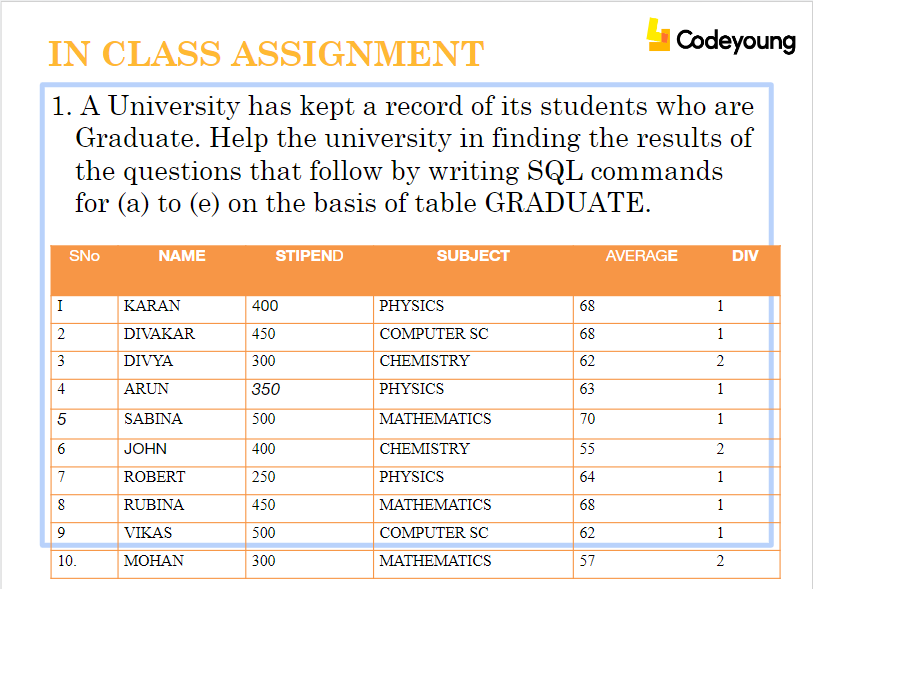 IN CLASS ASSIGNMENT
Codeyoung
1. A University has kept a record of its students who are
Graduate. Help the university in finding the results of
the questions that follow by writing SQL commands
for (a) to (e) on the basis of table GRADUATE.
SNo NAME STIPEND SUBJECT AVERAGE DIV
I KARAN 400 PHYSICS 68 1
2 DIVAKAR 450 COMPUTER SC 68 1
3 DIVYA 300 CHEMISTRY 62 2
4 ARUN 350 PHYSICS 63 1
5 SABINA 500 MATHEMATICS 70 1
6 JOHN 400 CHEMISTRY 55 2
7 ROBERT 250 PHYSICS 64 1
8 RUBINA 450 MATHEMATICS 68 1
9 VIKAS 500 COMPUTER SC 62 1
10. MOHAN 300 MATHEMATICS 57 2